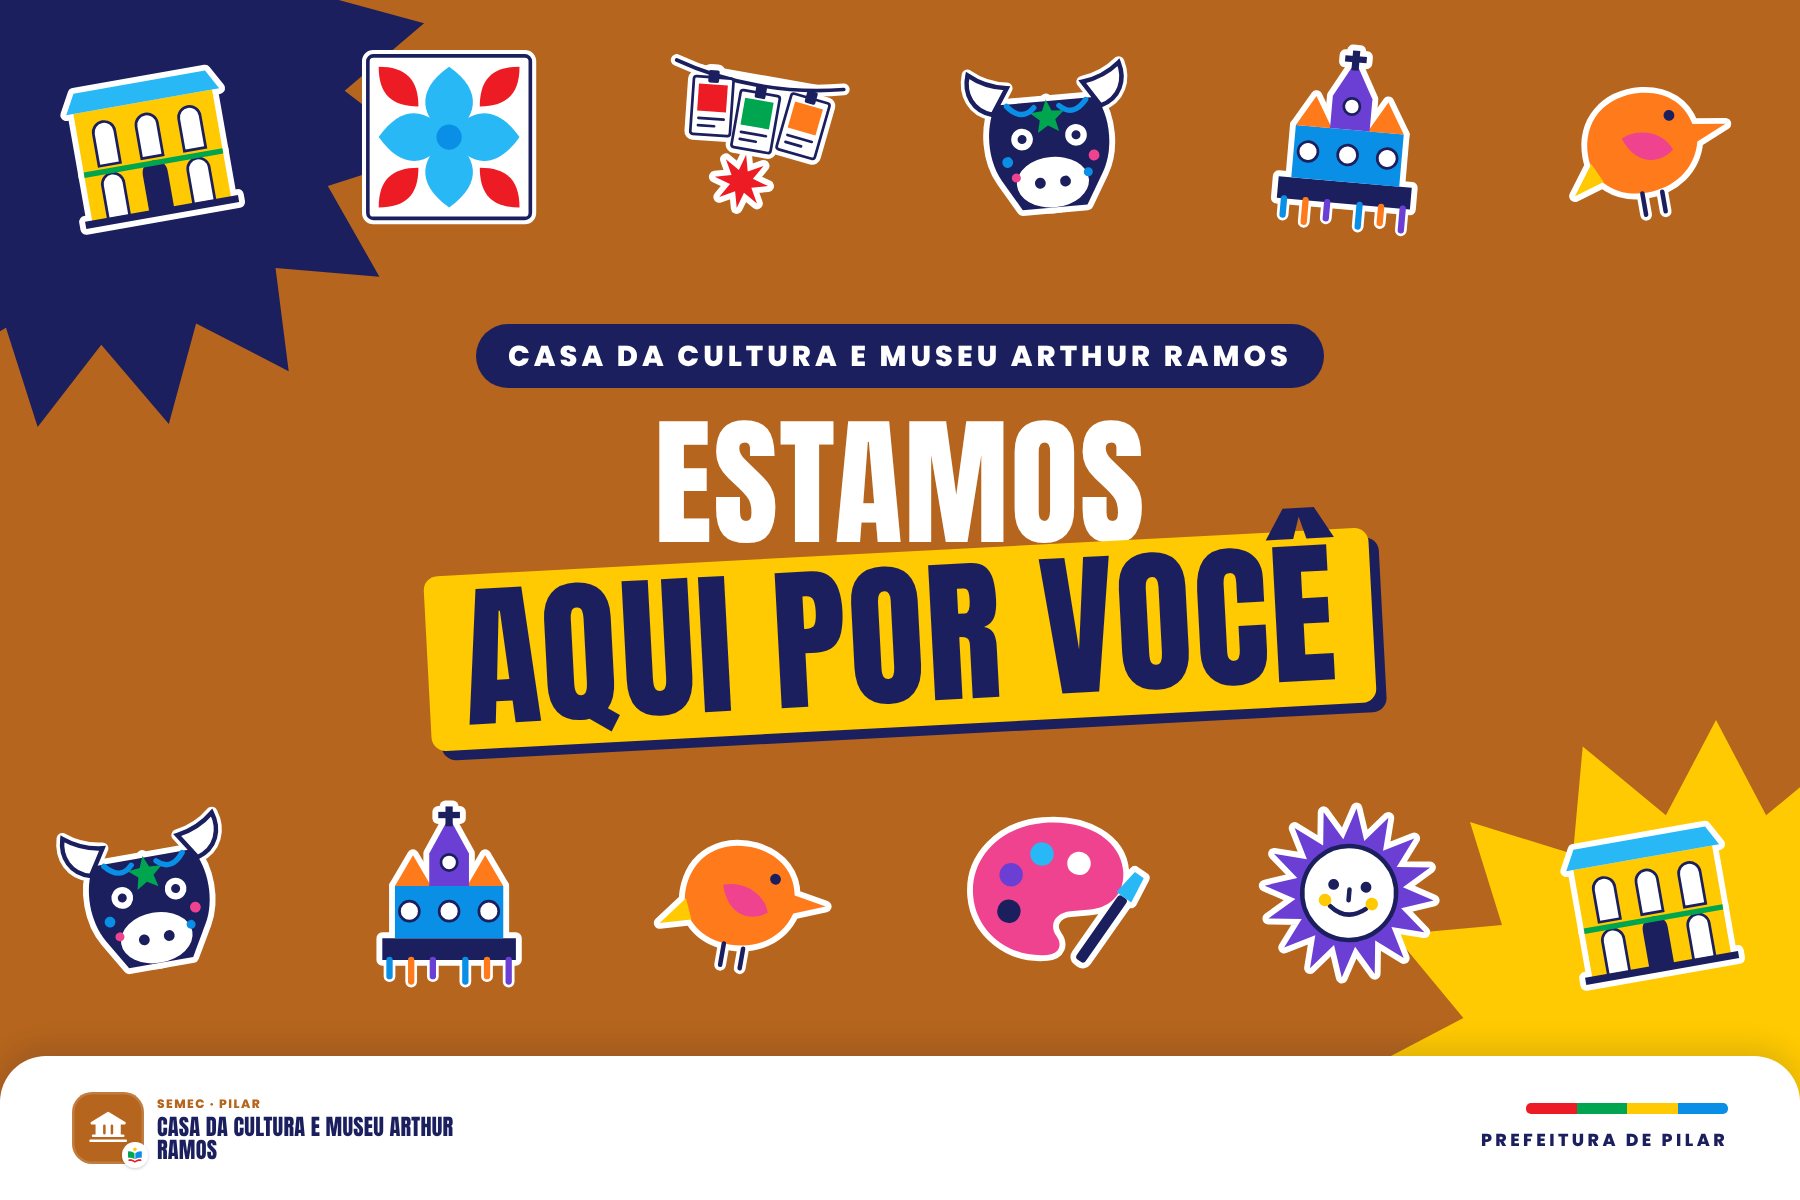 CASA DA CULTURA E MUSEU ARTHUR RAMOS
ESTAMOS
AQUI POR VOCÊ
SEMEC · PILAR
CASA DA CULTURA E MUSEU ARTHUR
RAMOS
PREFEITURA DE PILAR